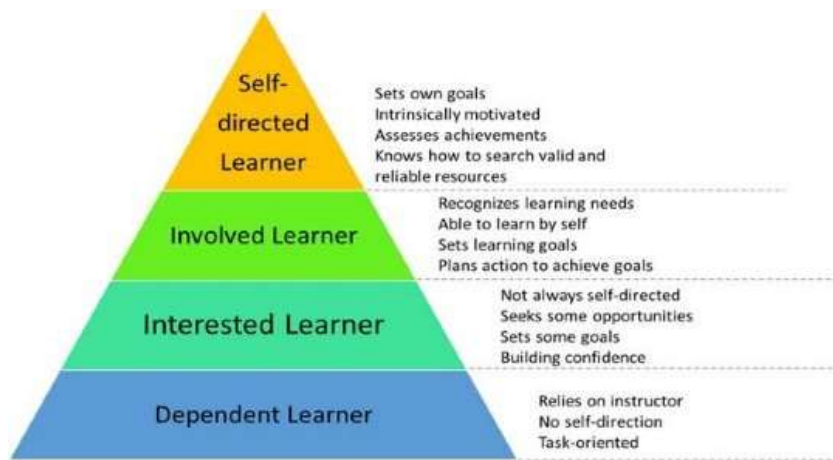 Self-
directed
Learner
Sets own goals
Intrinsically motivated
Assesses achievements
Knows how to search valid and
reliable resources
Involved Learner
Recognizes learning needs
Able to learn by self
Sets learning goals
Plans action to achieve goals
Interested Learner
Not always self-directed
Seeks some opportunities
Sets some goals
Building confidence
Dependent Learner
Relies on instructor
No self-direction
Task-oriented